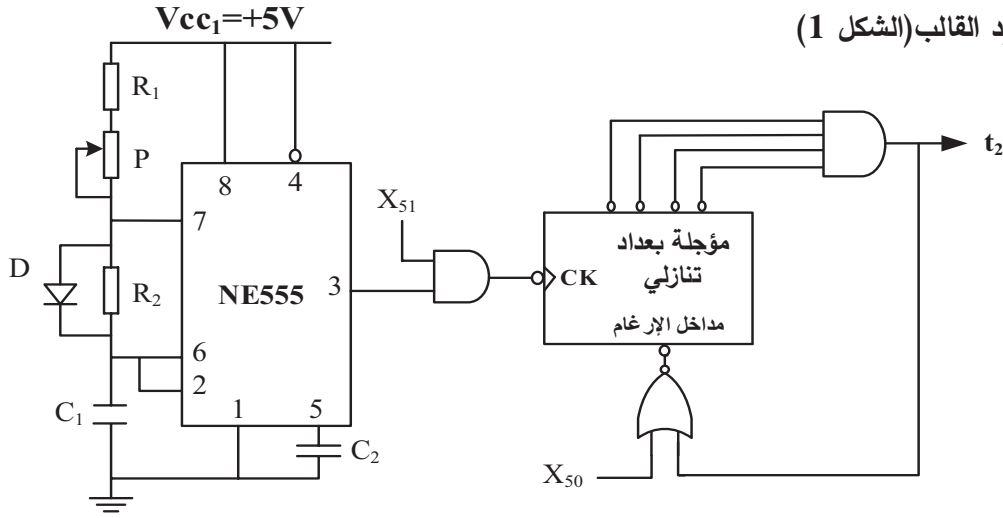 Vcc₁=+5V
القالب (الشكل 1)
R₁
P
8
4
t₂
X₅₁
7
مؤجلة بعداد
تنازلي
D
R₂
NE555
3
CK
مداخل الإرغام
6
2
C₁
1
5
C₂
X₅₀